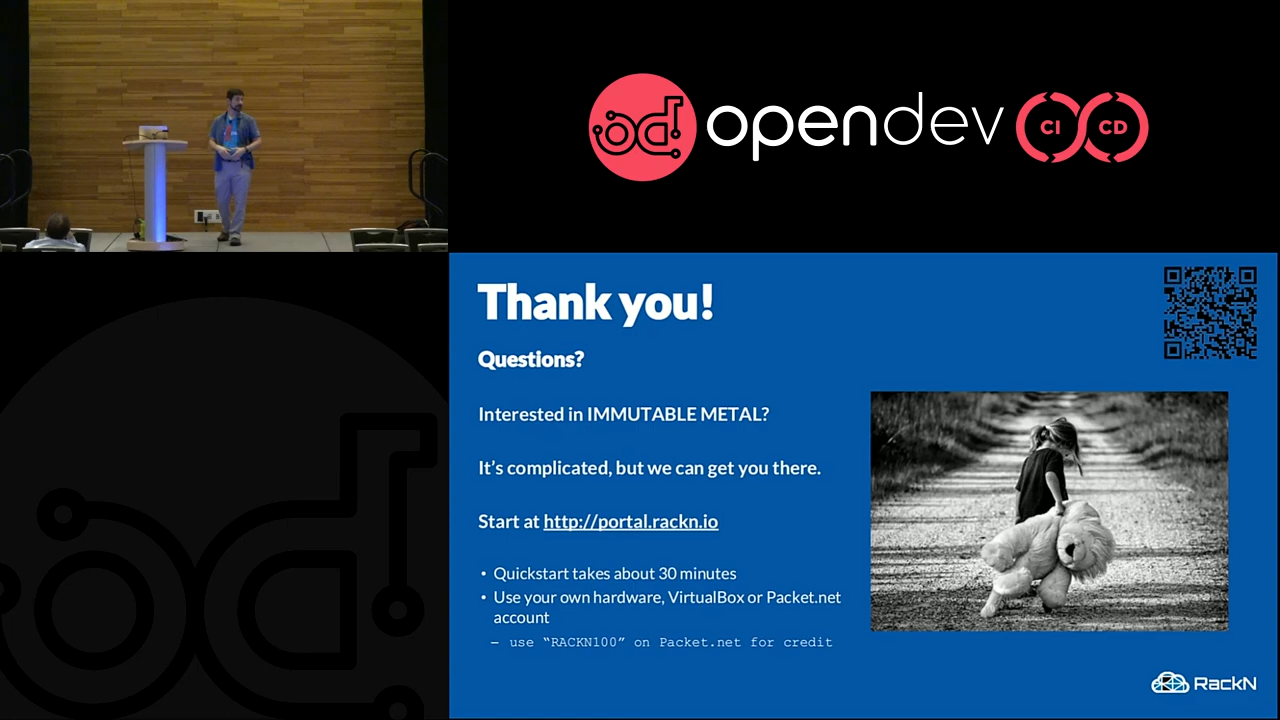 opendev
CI
CD
Thank you!
Questions?
Interested in IMMUTABLE METAL?
It’s complicated, but we can get you there.
Start at http://portal.rackn.io
• Quickstart takes about 30 minutes
• Use your own hardware, VirtualBox or Packet.net
account
– use “RACKN100” on Packet.net for credit
RackN